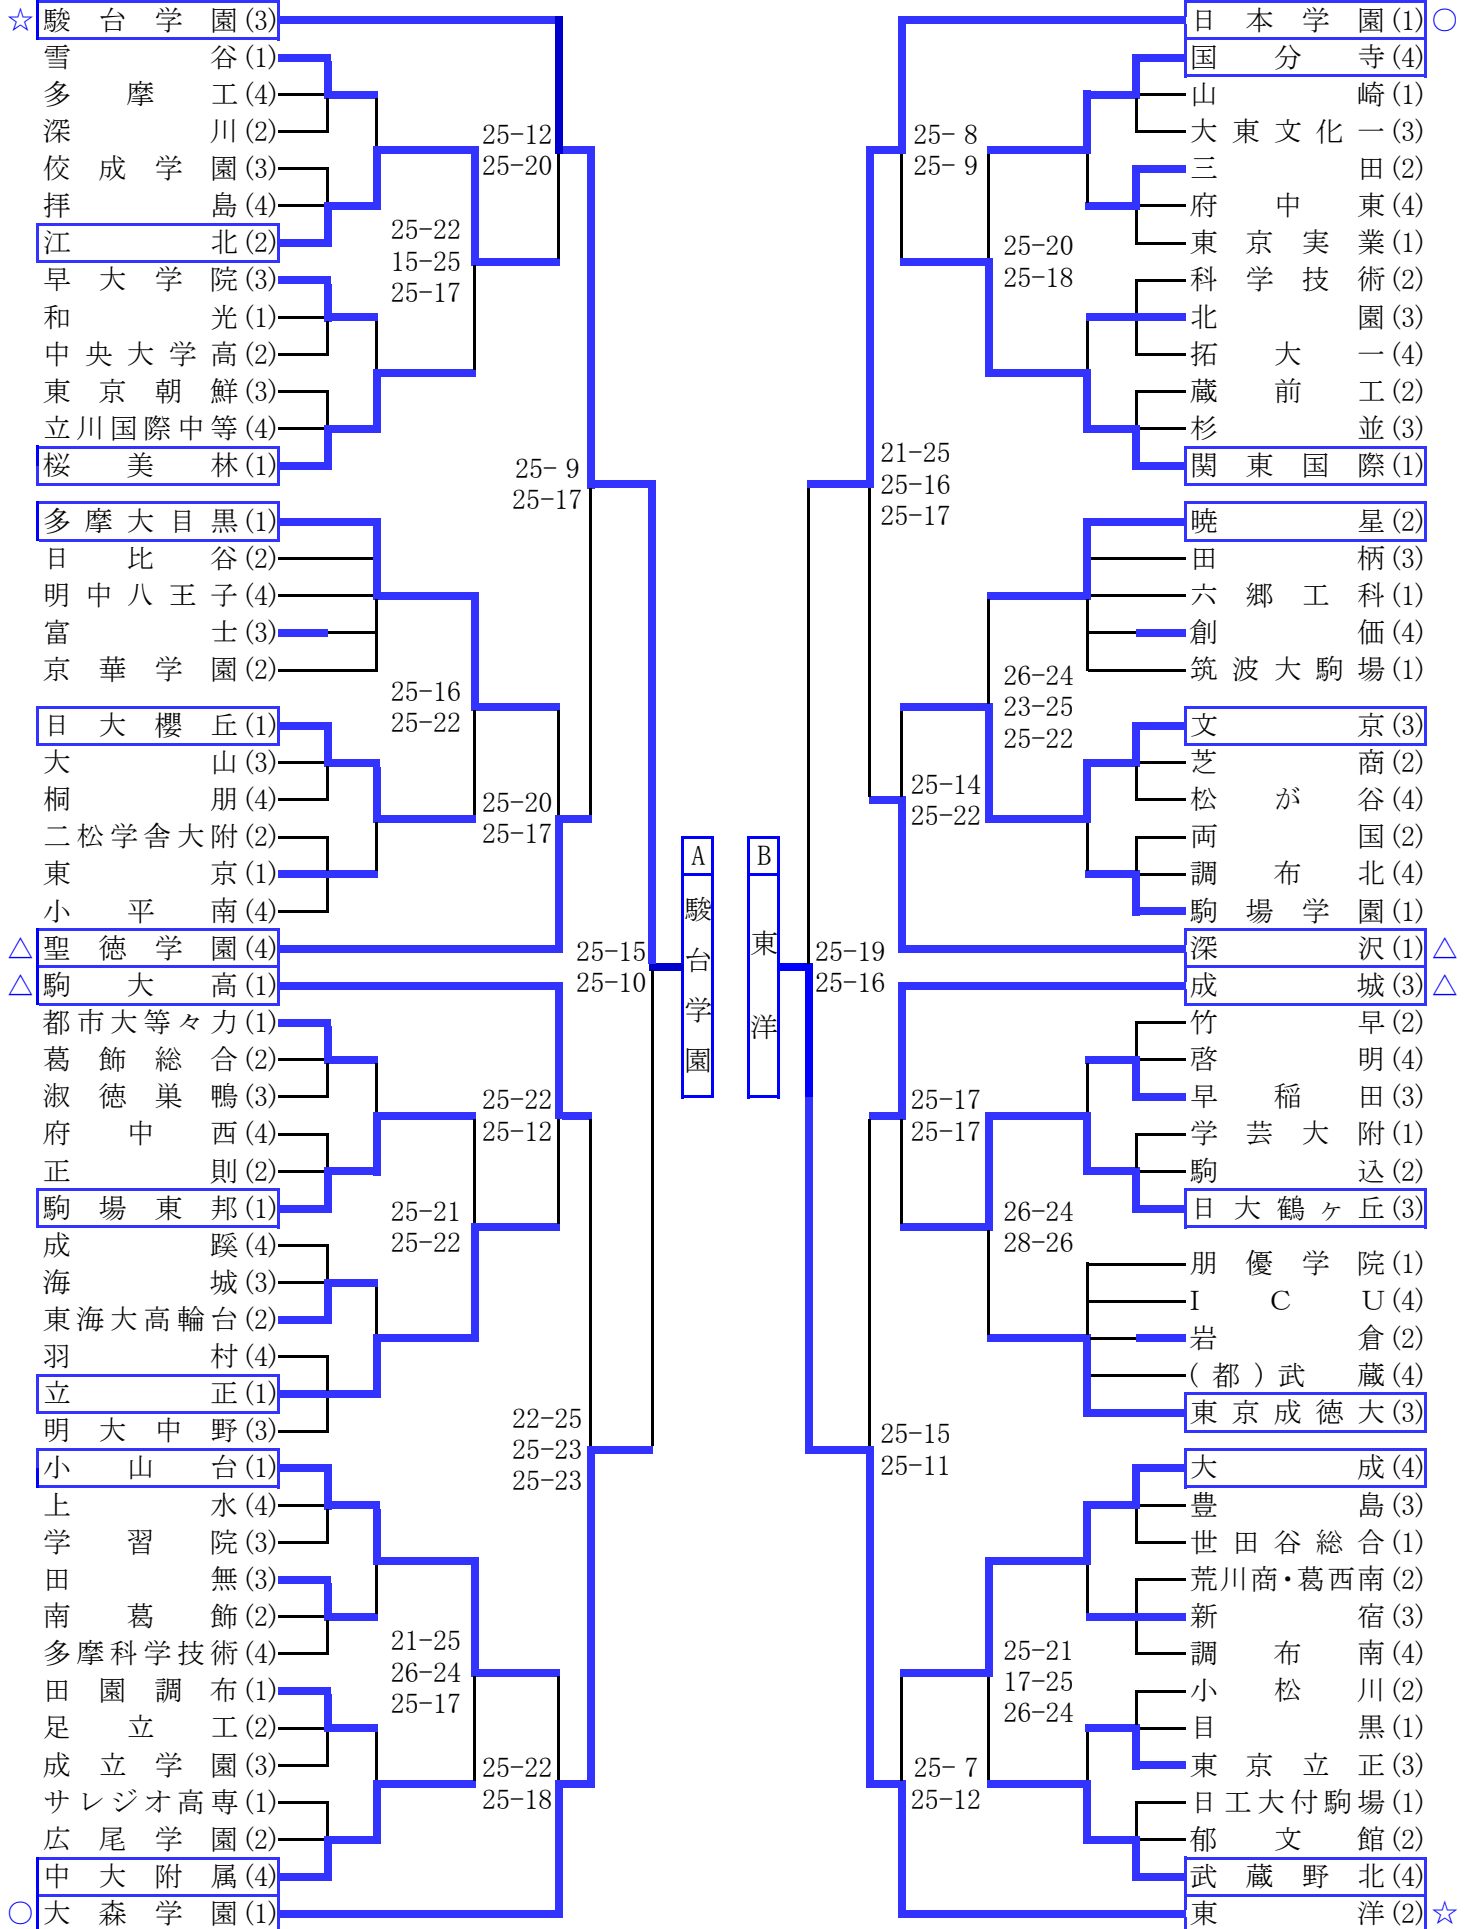 ☆駿台学園(3)
雪谷(1)
多摩工(4)
深川(2)
佼成学園(3)
拝島(4)
江北(2)
早大学院(3)
和光(1)
中央大学高(2)
東京朝鮮(3)
立川国際中等(4)
桜美林(1)
多摩大目黒(1)
日比谷(2)
明中八王子(4)
富士(3)
京華学園(2)
日大櫻丘(1)
大山(3)
桐朋(4)
二松学舎大附(2)
東京(1)
小平南(4)
△聖徳学園(4)
△駒大高(1)
都市大等々力(1)
葛飾総合(2)
淑徳巣鴨(3)
府中西(4)
正則(2)
駒場東邦(1)
成蹊(4)
海城(3)
東海大高輪台(2)
羽村(4)
立正(1)
明大中野(3)
小山台(1)
上水(4)
学習院(3)
田無(3)
南葛飾(2)
多摩科学技術(4)
田園調布(1)
足立工(2)
成立学園(3)
サレジオ高専(1)
広尾学園(2)
中大附属(4)
○大森学園(1)
25-12
25-20
25-22
15-25
25-17
25- 9
25-17
25-16
25-22
25-20
25-17
25-15
25-10
25-22
25-12
25-21
25-22
22-25
25-23
25-23
21-25
26-24
25-17
25-22
25-18
A
駿台学園
B
東洋
25- 8
25- 9
25-20
25-18
21-25
25-16
25-17
26-24
23-25
25-22
25-14
25-22
25-19
25-16
25-17
25-17
26-24
28-26
25-15
25-11
25-21
17-25
26-24
25- 7
25-12
日本学園(1)○
国分寺(4)
山崎(1)
大東文化一(3)
三田(2)
府中東(4)
東京実業(1)
科学技術(2)
北園(3)
拓大一(4)
蔵前工(2)
杉並(3)
関東国際(1)
暁星(2)
田柄(3)
六郷工科(1)
創価(4)
筑波大駒場(1)
文京(3)
芝商(2)
松が谷(4)
両国(2)
調布北(4)
駒場学園(1)
深沢(1)△
成城(3)△
竹早(2)
啓明(4)
早稲田(3)
学芸大附(1)
駒込(2)
日大鶴ヶ丘(3)
朋優学院(1)
ICU(4)
岩倉(2)
(都)武蔵(4)
東京成徳大(3)
大成(4)
豊島(3)
世田谷総合(1)
荒川商・葛西南(2)
新宿(3)
調布南(4)
小松川(2)
目黒(1)
東京立正(3)
日工大付駒場(1)
郁文館(2)
武蔵野北(4)
東洋(2)☆